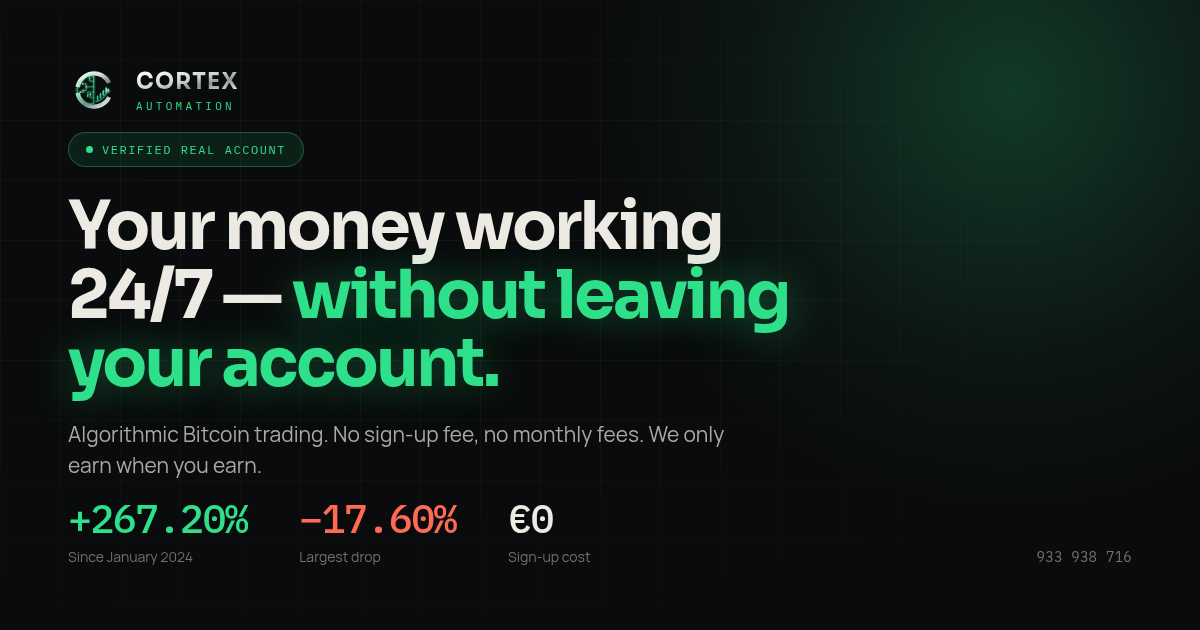 CORTEX
AUTOMATION
VERIFIED REAL ACCOUNT
Your money working
24/7 — without leaving
your account.
Algorithmic Bitcoin trading. No sign-up fee, no monthly fees. We only
earn when you earn.
+267.20% −17.60% €0
Since January 2024 Largest drop Sign-up cost
933 938 716